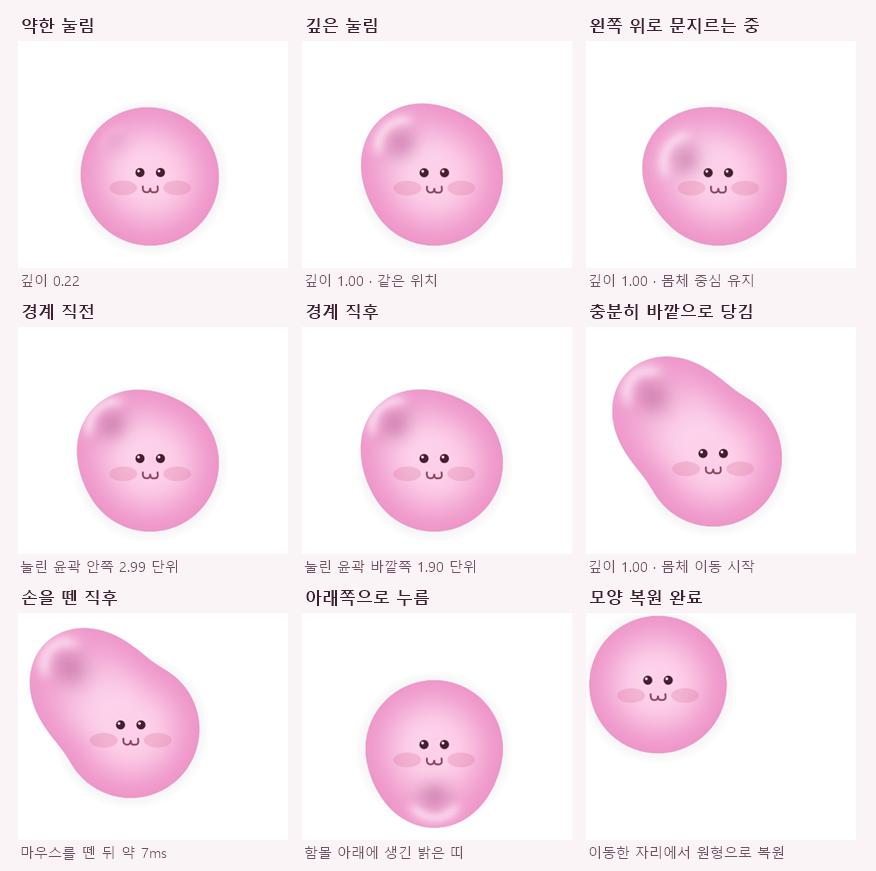 약한 눌림
깊은 눌림
왼쪽 위로 문지르는 중
깊이 0.22
깊이 1.00 · 같은 위치
깊이 1.00 · 몸체 중심 유지
경계 직전
경계 직후
충분히 바깥으로 당김
눌린 윤곽 안쪽 2.99 단위
눌린 윤곽 바깥쪽 1.90 단위
깊이 1.00 · 몸체 이동 시작
손을 뗀 직후
아래쪽으로 누름
모양 복원 완료
마우스를 뗀 뒤 약 7ms
함몰 아래에 생긴 밝은 띠
이동한 자리에서 원형으로 복원